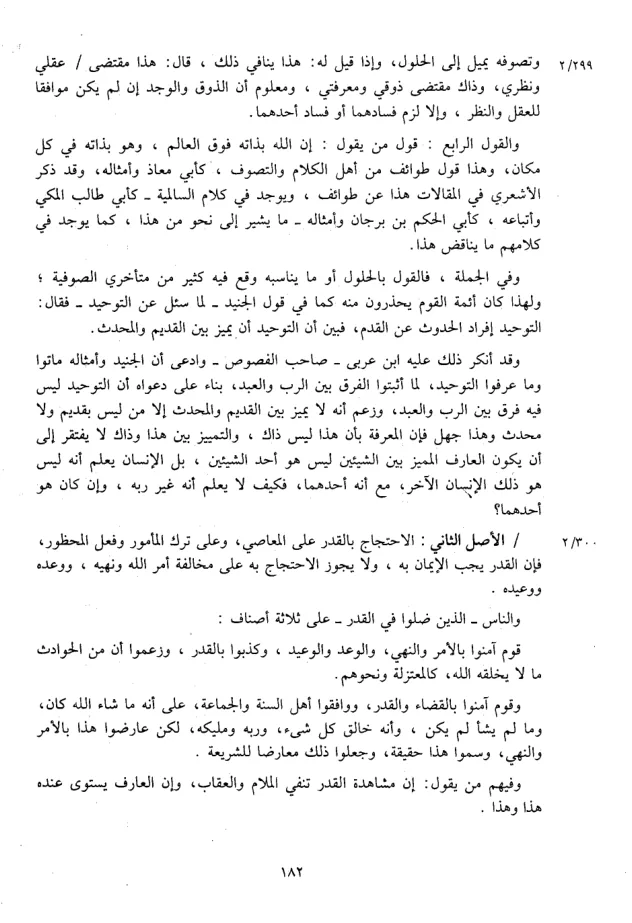 ٢/٢٩٩ وتصوفه يميل إلى الحلول، وإذا قيل له: هذا ينافي ذلك ، قال: هذا مقتضى / عقلي
ونظري، وذاك مقتضى ذوقي ومعرفتي ، ومعلوم أن الذوق والوجد إن لم يكن موافقا
للعقل والنظر ، وإلا لزم فسادهما أو فساد أحدهما.
والقول الرابع : قول من يقول : إن الله بذاته فوق العالم ، وهو بذاته في كل
مكان، وهذا قول طوائف من أهل الكلام والتصوف ، كأبي معاذ وأمثاله، وقد ذكر
الأشعري في المقالات هذا عن طوائف ، ويوجد في كلام السالمية ـ كأبي طالب المكي
وأتباعه ، كأبي الحكم بن برجان وأمثاله ـ ما يشير إلى نحو من هذا ، كما يوجد في
كلامهم ما يناقض هذا.
وفي الجملة ، فالقول بالحلول أو ما يناسبه وقع فيه كثير من متأخري الصوفية ؛
ولهذا كان أئمة القوم يحذرون منه كما في قول الجنيد ـ لما سئل عن التوحيد ـ فقال:
التوحيد إفراد الحدوث عن القدم، فبين أن التوحيد أن يميز بين القديم والمحدث.
وقد أنكر ذلك عليه ابن عربى ـ صاحب الفصوص ـ وادعى أن الجنيد وأمثاله ماتوا
وما عرفوا التوحيد، لما أثبتوا الفرق بين الرب والعبد، بناء على دعواه أن التوحيد ليس
فيه فرق بين الرب والعبد، وزعم أنه لا يميز بين القديم والمحدث إلا من ليس بقديم ولا
محدث وهذا جهل فإن المعرفة بأن هذا ليس ذاك ، والتمييز بين هذا وذاك لا يفتقر إلى
أن يكون العارف المميز بين الشيئين ليس هو أحد الشيئين ، بل الإنسان يعلم أنه ليس
هو ذلك الإنسان الآخر، مع أنه أحدهما، فكيف لا يعلم أنه غير ربه ، وإن كان هو
أحدهما؟
٢/٣٠٠ / الأصل الثاني : الاحتجاج بالقدر على المعاصي، وعلى ترك المأمور وفعل المحظور،
فإن القدر يجب الإيمان به ، ولا يجوز الاحتجاج به على مخالفة أمر الله ونهيه ، ووعده
ووعيده .
والناس ـ الذين ضلوا في القدر ـ على ثلاثة أصناف :
قوم آمنوا بالأمر والنهي، والوعد والوعيد ، وكذبوا بالقدر ، وزعموا أن من الحوادث
ما لا يخلقه الله، كالمعتزلة ونحوهم.
وقوم آمنوا بالقضاء والقدر، ووافقوا أهل السنة والجماعة، على أنه ما شاء الله كان،
وما لم يشأ لم يكن ، وأنه خالق كل شىء، وربه ومليكه، لكن عارضوا هذا بالأمر
والنهي، وسموا هذا حقيقة، وجعلوا ذلك معارضا للشريعة .
وفيهم من يقول: إن مشاهدة القدر تنفي الملام والعقاب، وإن العارف يستوى عنده
هذا وهذا .
١٨٢